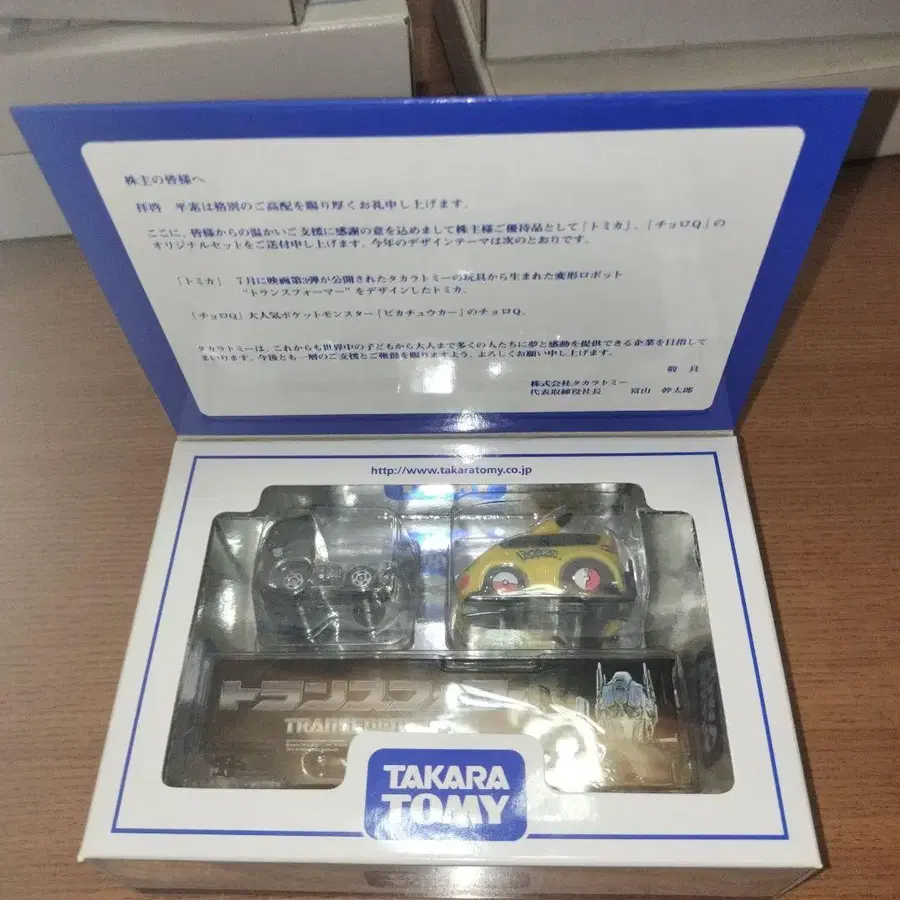 株主の皆様へ
拝啓　平素は格別のご高配を賜り厚くお礼申し上げます。
ここに、皆様からの温かいご支援に感謝の意を込めまして株主様ご優待品として「トミカ」、「チョロQ」の
オリジナルセットをご送付申し上げます。今年のデザインテーマは次のとおりです。
「トミカ」　7月に映画第3弾が公開されたタカラトミーの玩具から生まれた変形ロボット
“トランスフォーマー”をデザインしたトミカ。
「チョロQ」大人気ポケットモンスター「ピカチュウカー」のチョロQ。
タカラトミーは、これからも世界中の子どもから大人まで多くの人たちに夢と感動を提供できる企業を目指して
まいります。今後とも一層のご支援とご権儺を賜りますよう、よろしくお願い申し上げます。
敬　具
株式会社タカラトミー
代表取締役社長　富山　幹太郎
http://www.takaratomy.co.jp
POKEMON
トランスフォ
TRANSFO
TAKARA
TOMY